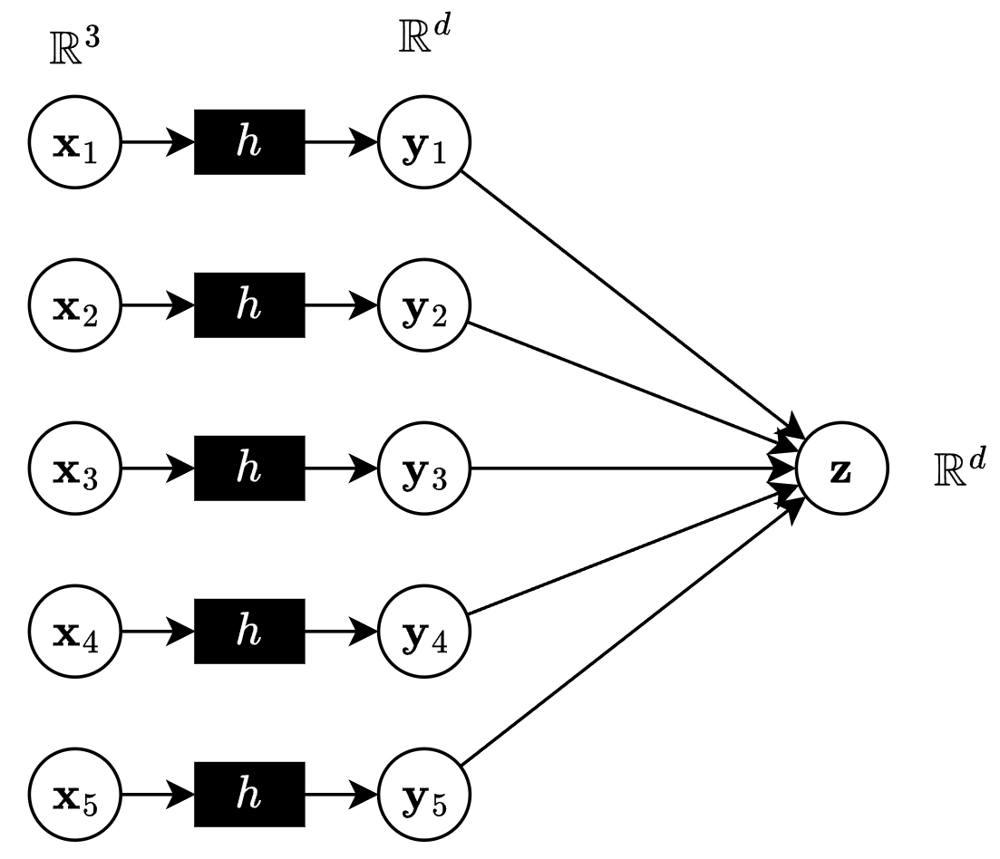 ℝ³ ℝᵈ
x₁ h y₁
x₂ h y₂
x₃ h y₃ z ℝᵈ
x₄ h y₄
x₅ h y₅